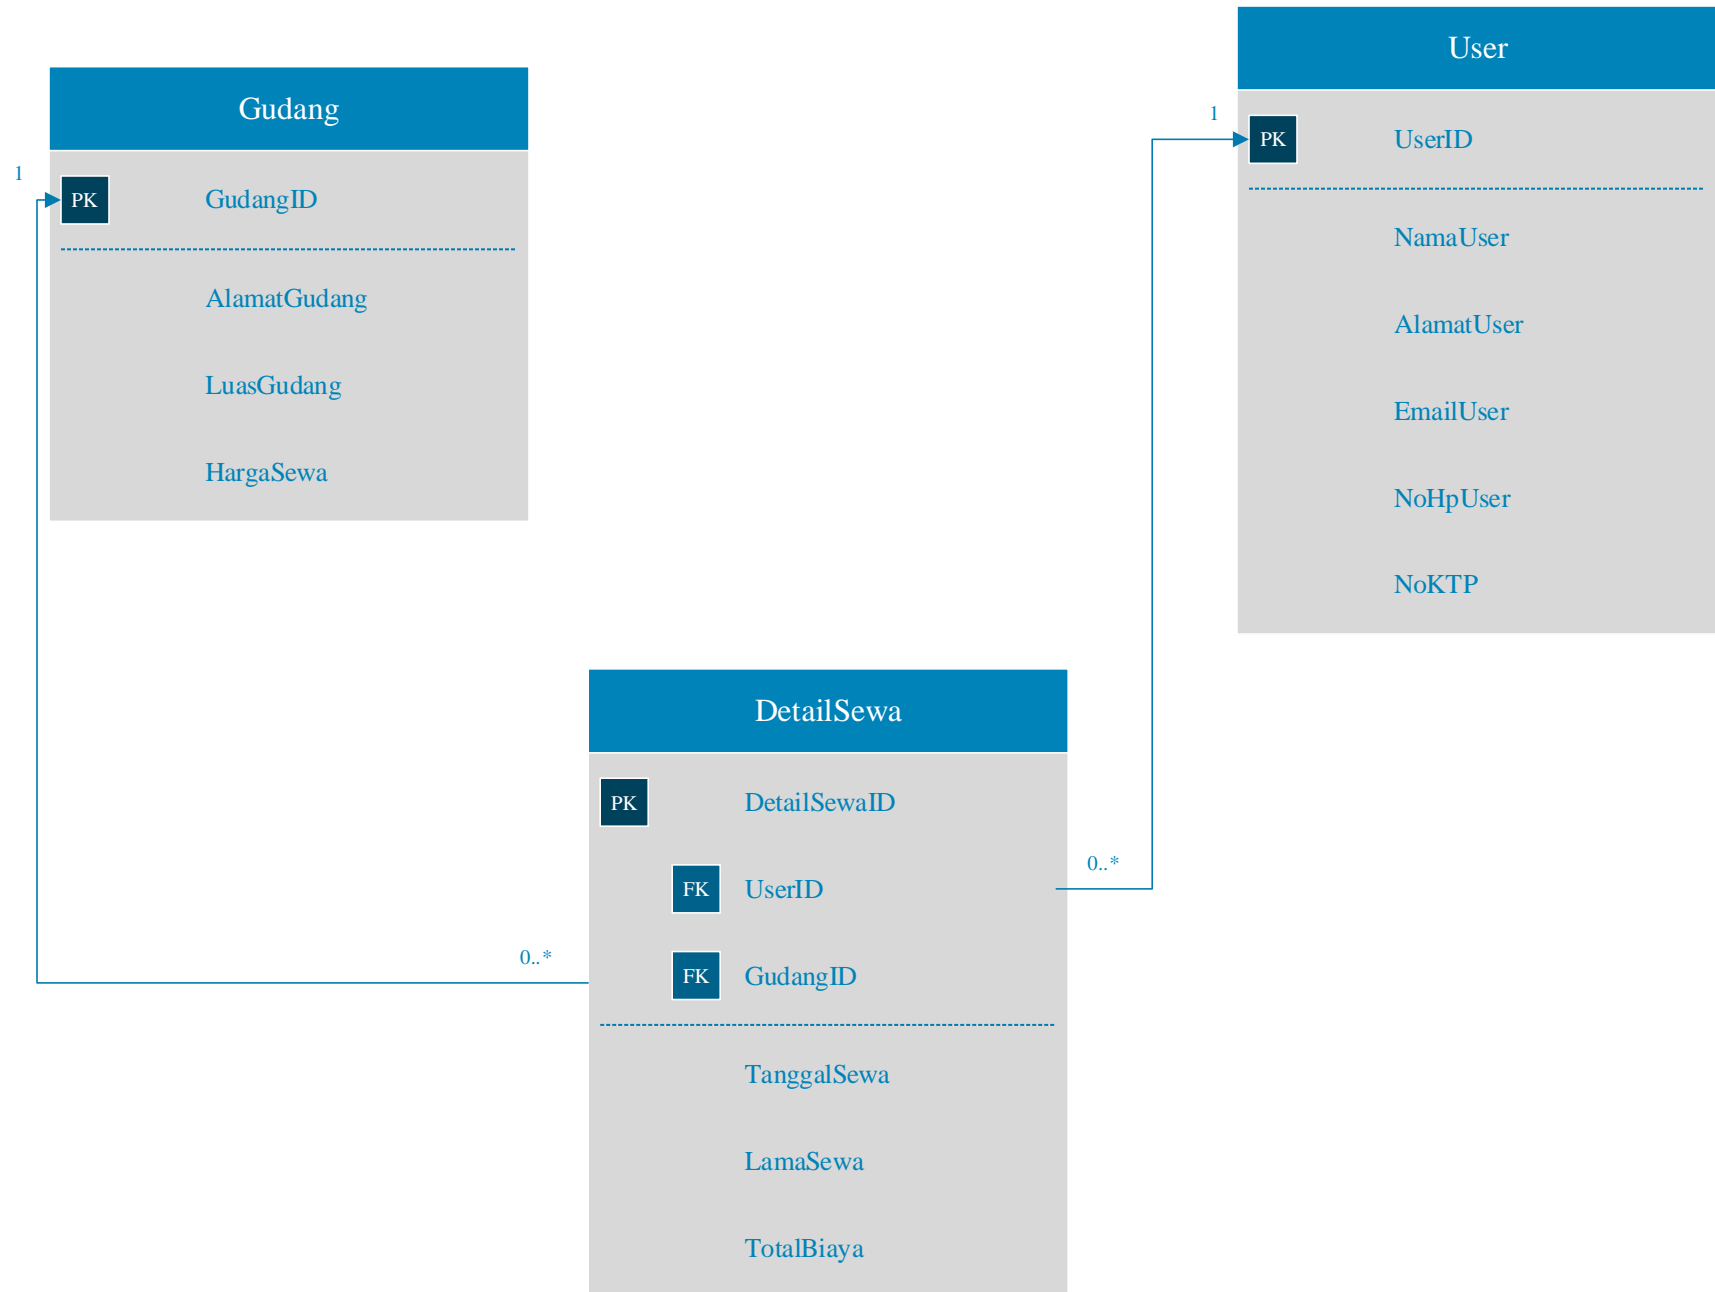 Gudang
1
PK GudangID
AlamatGudang
LuasGudang
HargaSewa
User
1
PK UserID
NamaUser
AlamatUser
EmailUser
NoHpUser
NoKTP
DetailSewa
PK DetailSewaID
0..*
FK UserID
0..*
FK GudangID
TanggalSewa
LamaSewa
TotalBiaya